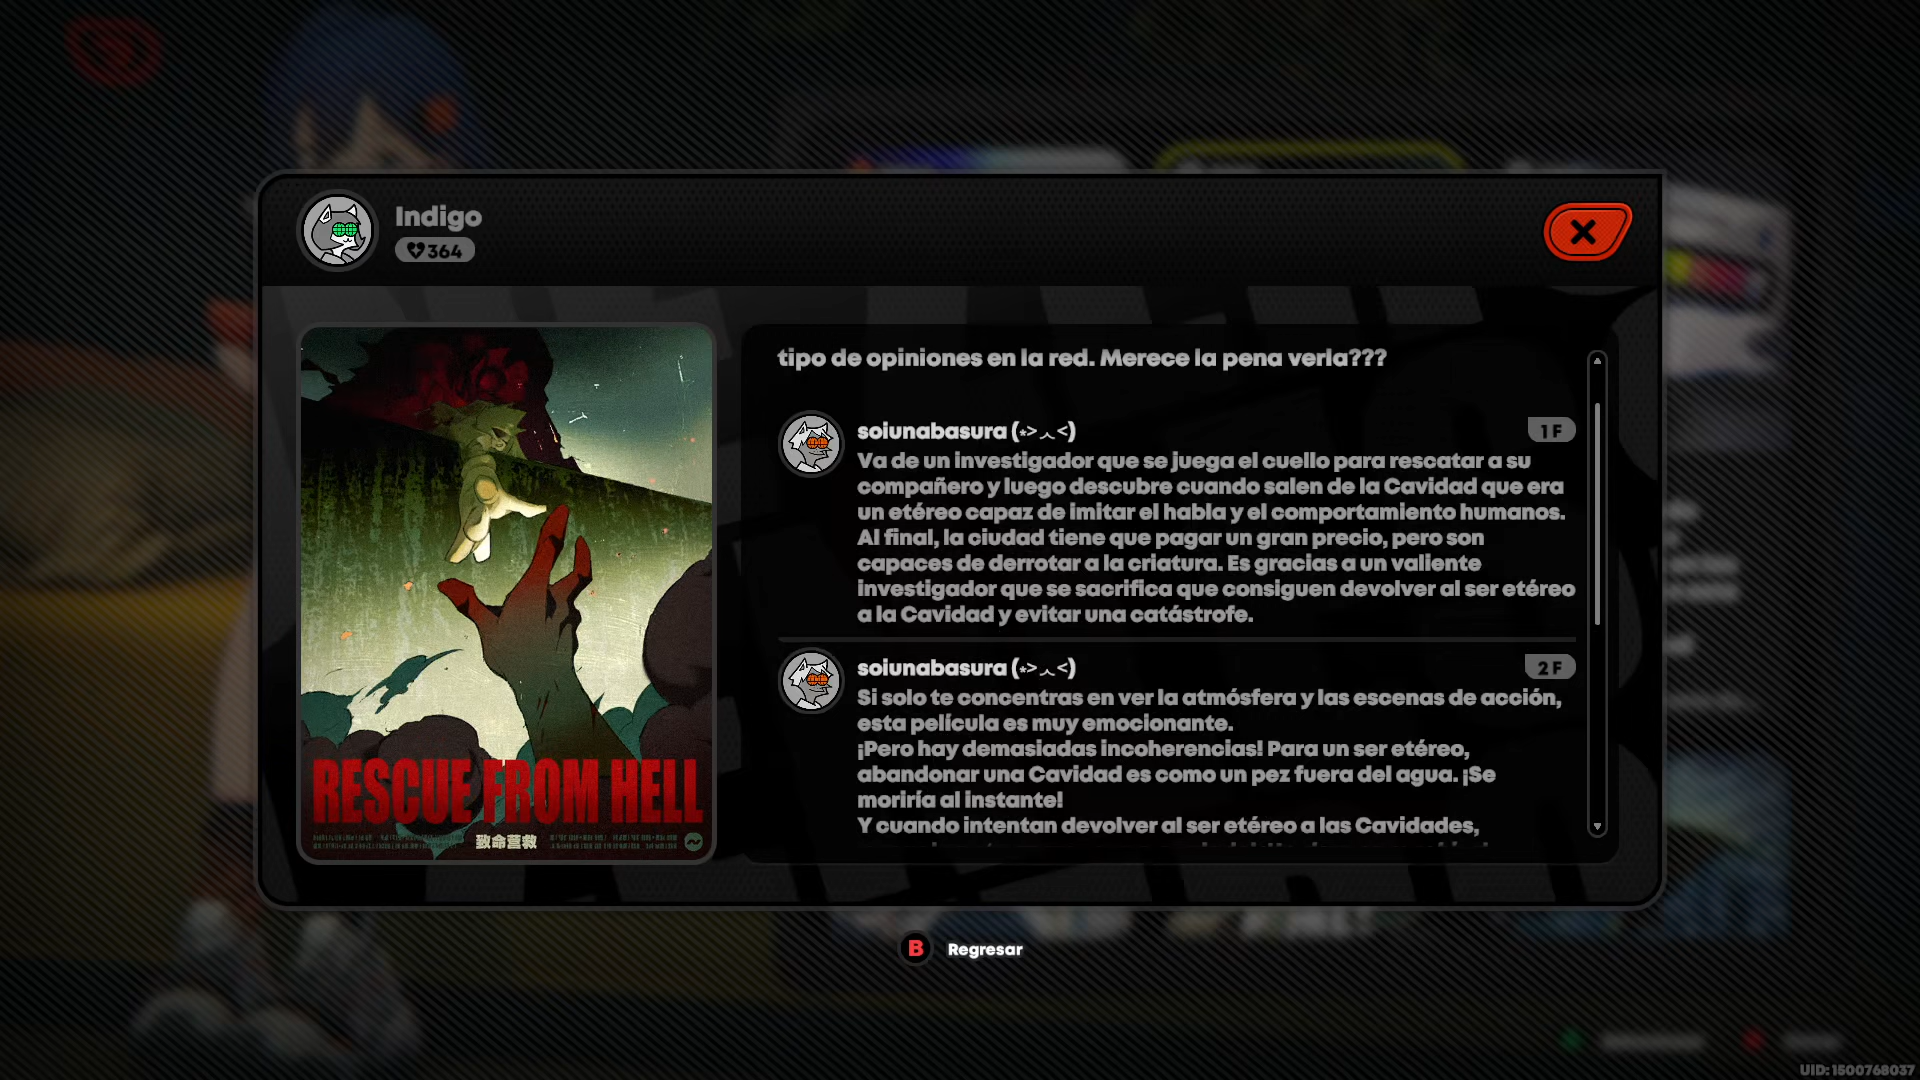 Indigo
364
tipo de opiniones en la red. Merece la pena verla???
soiunabasura (*>﹏<)
1 F
Va de un investigador que se juega el cuello para rescatar a su
compañero y luego descubre cuando salen de la Cavidad que era
un etéreo capaz de imitar el habla y el comportamiento humanos.
Al final, la ciudad tiene que pagar un gran precio, pero son
capaces de derrotar a la criatura. Es gracias a un valiente
investigador que se sacrifica que consiguen devolver al ser etéreo
a la Cavidad y evitar una catástrofe.
soiunabasura (*>﹏<)
2 F
Si solo te concentras en ver la atmósfera y las escenas de acción,
esta película es muy emocionante.
¡Pero hay demasiadas incoherencias! Para un ser etéreo,
abandonar una Cavidad es como un pez fuera del agua. ¡Se
moriría al instante!
Y cuando intentan devolver al ser etéreo a las Cavidades,
RESCUE FROM HELL
致命营救
B Regresar
UID: 1500768037